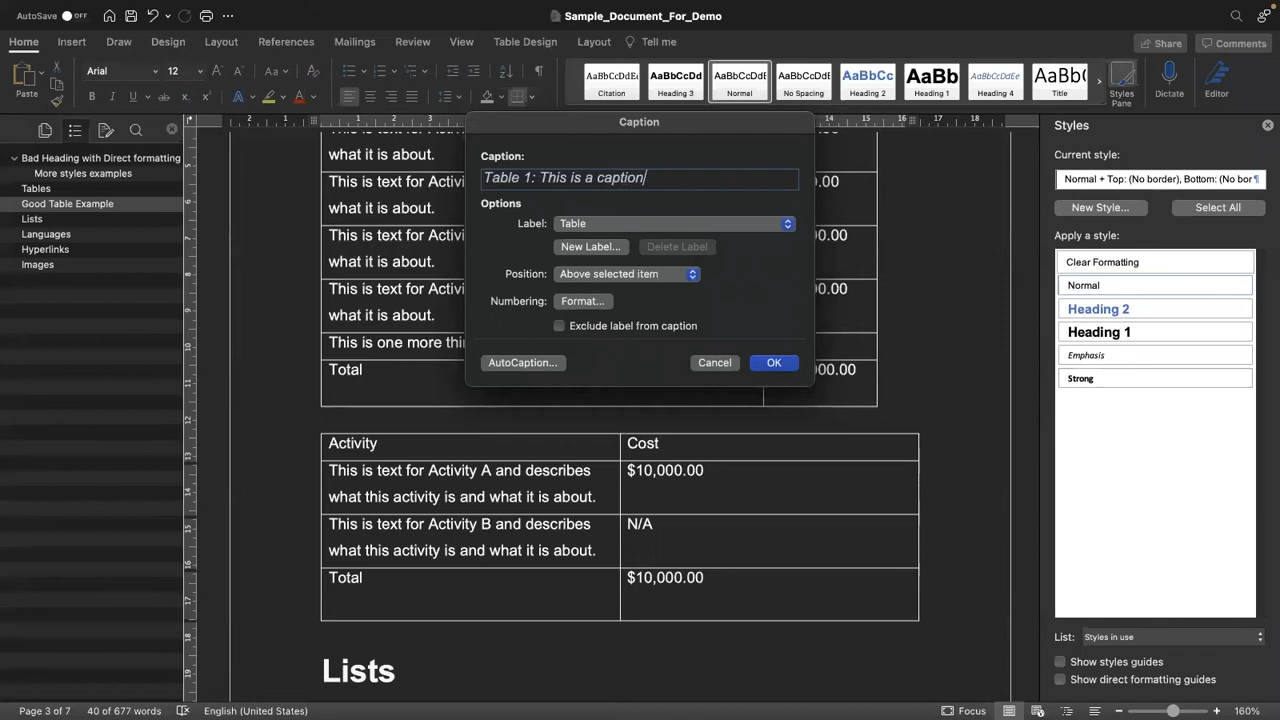 AutoSave OFF
Sample_Document_For_Demo
Home Insert Draw Design Layout References Mailings Review View Table Design Layout Tell me
Share Comments
Paste
Arial 12
AaBbCcDdEe Citation
AaBbCcDd Heading 3
AaBbCcDdE Normal
AaBbCcDdE No Spacing
AaBbCc Heading 2
AaBb Heading 1
AaBbCcDdEe Heading 4
AaBbC Title
Styles Pane
Dictate
Editor
Bad Heading with Direct formatting
More styles examples
Tables
Good Table Example
Lists
Languages
Hyperlinks
Images
2 1 1 2 3 15 16 17 18
what it is about.
This is text for Activi
what it is about.
This is text for Activi
what it is about.
This is text for Activi
what it is about.
This is one more thin
Total
Caption
Caption:
Table 1: This is a caption
Options
Label: Table
New Label... Delete Label
Position: Above selected item
Numbering: Format...
Exclude label from caption
AutoCaption... Cancel OK
Activity Cost
This is text for Activity A and describes
what this activity is and what it is about.
$10,000.00
This is text for Activity B and describes
what this activity is and what it is about.
N/A
Total $10,000.00
Lists
Styles
Current style:
Normal + Top: (No border), Bottom: (No bor ¶
New Style... Select All
Apply a style:
Clear Formatting
Normal
Heading 2
Heading 1
Emphasis
Strong
List: Styles in use
Show styles guides
Show direct formatting guides
Page 3 of 7 40 of 677 words English (United States) Focus 160%